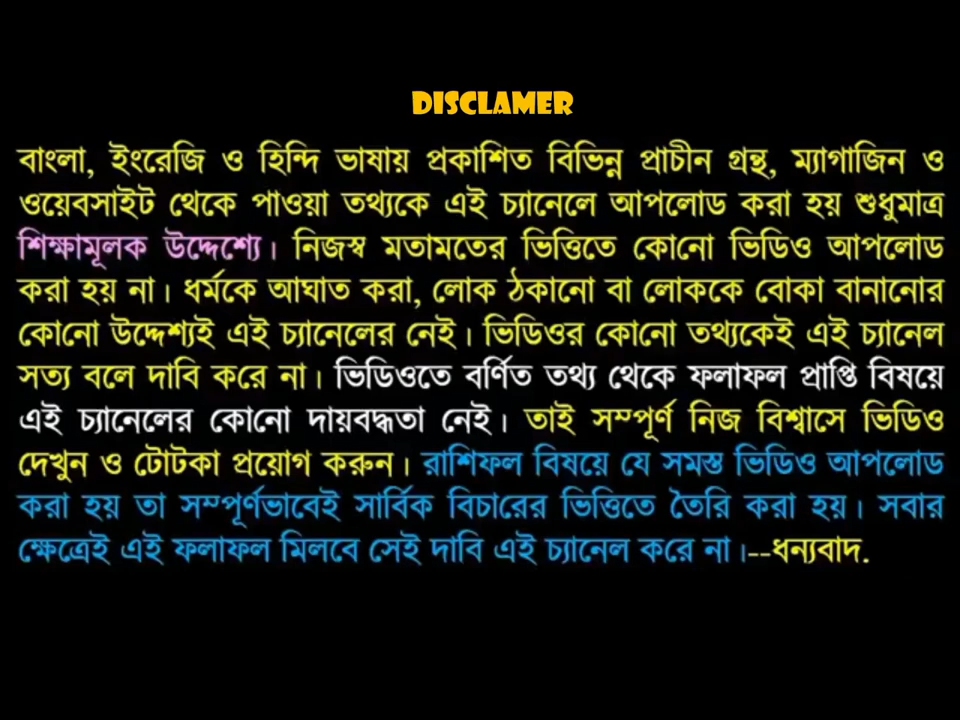 DISCLAMER
বাংলা, ইংরেজি ও হিন্দি ভাষায় প্রকাশিত বিভিন্ন প্রাচীন গ্রন্থ, ম্যাগাজিন ও
ওয়েবসাইট থেকে পাওয়া তথ্যকে এই চ্যানেলে আপলোড করা হয় শুধুমাত্র
শিক্ষামূলক উদ্দেশ্যে। নিজস্ব মতামতের ভিত্তিতে কোনো ভিডিও আপলোড
করা হয় না। ধর্মকে আঘাত করা, লোক ঠকানো বা লোককে বোকা বানানোর
কোনো উদ্দেশ্যই এই চ্যানেলের নেই। ভিডিওর কোনো তথ্যকেই এই চ্যানেল
সত্য বলে দাবি করে না। ভিডিওতে বর্ণিত তথ্য থেকে ফলাফল প্রাপ্তি বিষয়ে
এই চ্যানেলের কোনো দায়বদ্ধতা নেই। তাই সম্পূর্ণ নিজ বিশ্বাসে ভিডিও
দেখুন ও টোটকা প্রয়োগ করুন। রাশিফল বিষয়ে যে সমস্ত ভিডিও আপলোড
করা হয় তা সম্পূর্ণভাবেই সার্বিক বিচারের ভিত্তিতে তৈরি করা হয়। সবার
ক্ষেত্রেই এই ফলাফল মিলবে সেই দাবি এই চ্যানেল করে না।--ধন্যবাদ.